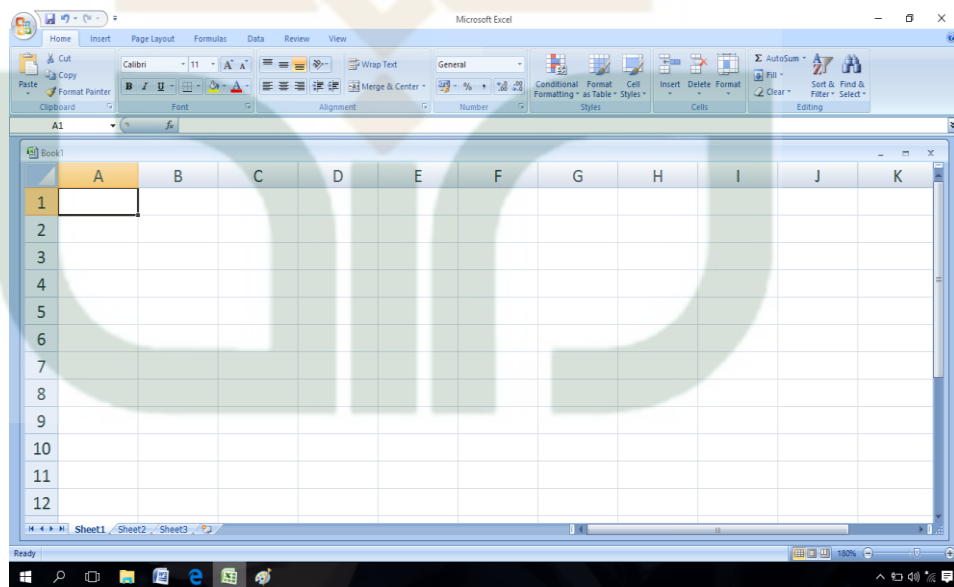 Microsoft Excel
Home Insert Page Layout Formulas Data Review View
Paste
Cut
Copy
Format Painter
Clipboard
Calibri 11 A A
B I U A
Font
Wrap Text
Merge & Center
Alignment
General
% ,
Number
Conditional Formatting
Format as Table
Cell Styles
Styles
Insert Delete Format
Cells
Σ AutoSum
Fill
Clear
Sort & Filter
Find & Select
Editing
A1 fx
Book1
A B C D E F G H I J K
1
2
3
4
5
6
7
8
9
10
11
12
Sheet1 Sheet2 Sheet3
Ready 180%